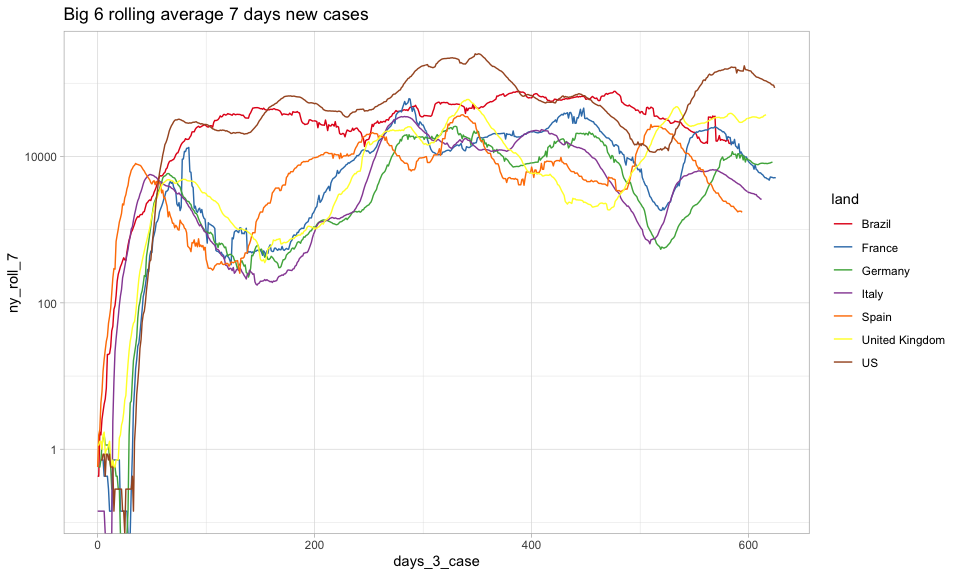 Big 6 rolling average 7 days new cases
ny_roll_7
10000
100
1
0
200
400
600
days_3_case
land
Brazil
France
Germany
Italy
Spain
United Kingdom
US